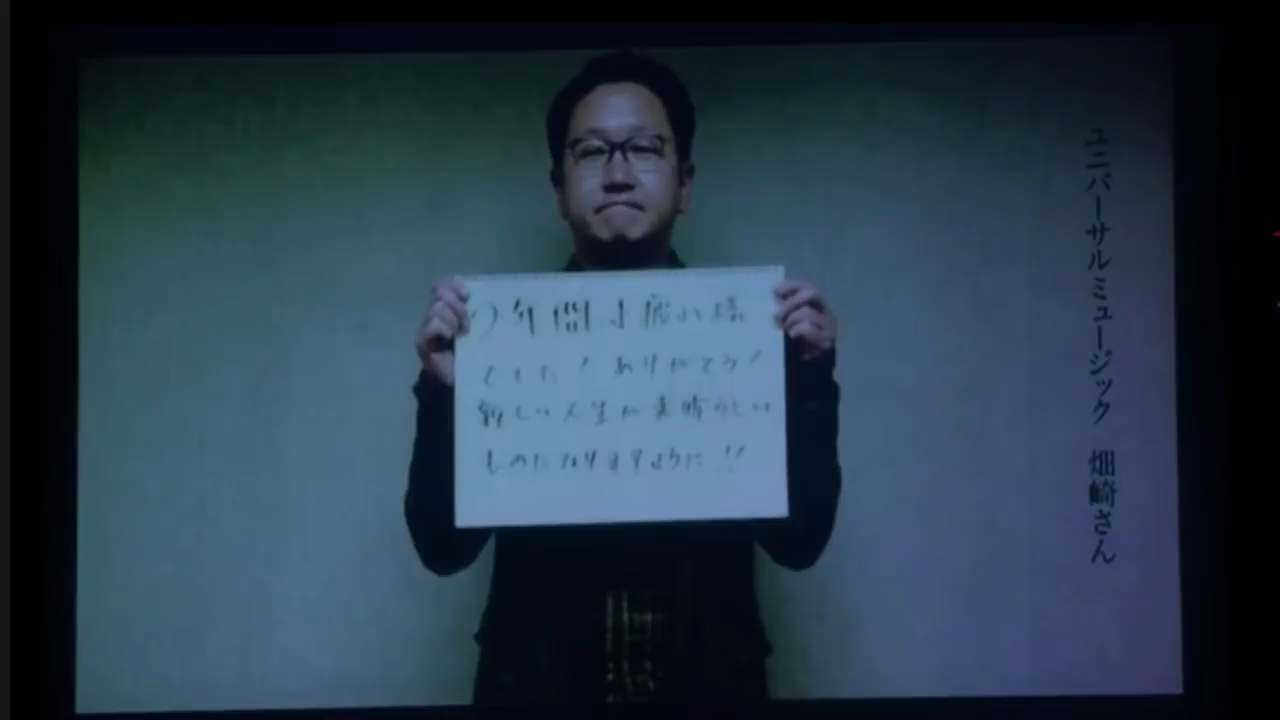 ユニバーサルミュージック 畑崎さん
年間お疲れ様
でした!ありがとう!
新しい人生が素晴らしい
ものになりますように!!